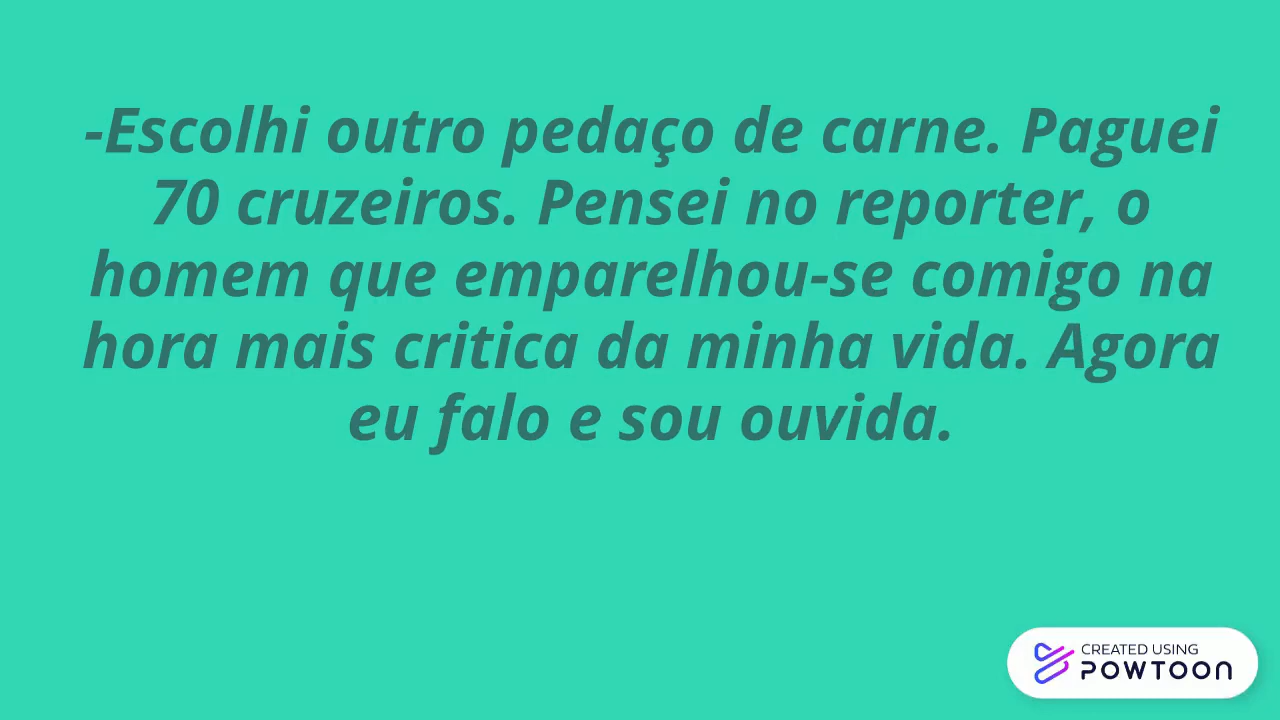 -Escolhi outro pedaço de carne. Paguei
70 cruzeiros. Pensei no reporter, o
homem que emparelhou-se comigo na
hora mais critica da minha vida. Agora
eu falo e sou ouvida.
CREATED USING
POWTOON